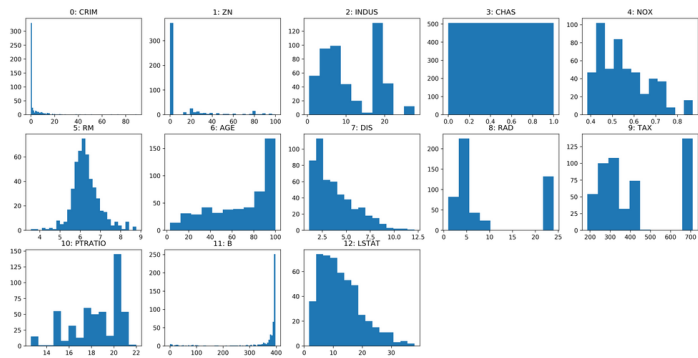 0: CRIM 1: ZN 2: INDUS 3: CHAS 4: NOX
300 250 200 150 100 50 0
300 200 100 0
120 100 80 60 40 20 0
500 400 300 200 100 0
100 80 60 40 20 0
0 20 40 60 80
0 20 40 60 80 100
0 10 20
0.0 0.2 0.4 0.6 0.8 1.0
0.4 0.5 0.6 0.7 0.8
5: RM 6: AGE 7: DIS 8: RAD 9: TAX
60 40 20 0
150 100 50 0
100 80 60 40 20 0
200 150 100 50 0
125 100 75 50 25 0
4 5 6 7 8 9
0 20 40 60 80 100
2.5 5.0 7.5 10.0 12.5
5 10 15 20 25
200 300 400 500 600 700
10: PTRATIO 11: B 12: LSTAT
150 125 100 75 50 25 0
250 200 150 100 50 0
60 40 20 0
14 16 18 20 22
0 100 200 300 400
10 20 30